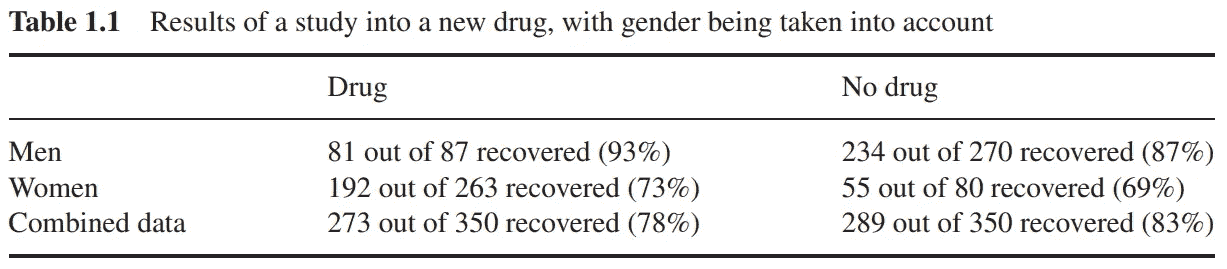 Table 1.1 Results of a study into a new drug, with gender being taken into account
Drug No drug
Men 81 out of 87 recovered (93%) 234 out of 270 recovered (87%)
Women 192 out of 263 recovered (73%) 55 out of 80 recovered (69%)
Combined data 273 out of 350 recovered (78%) 289 out of 350 recovered (83%)